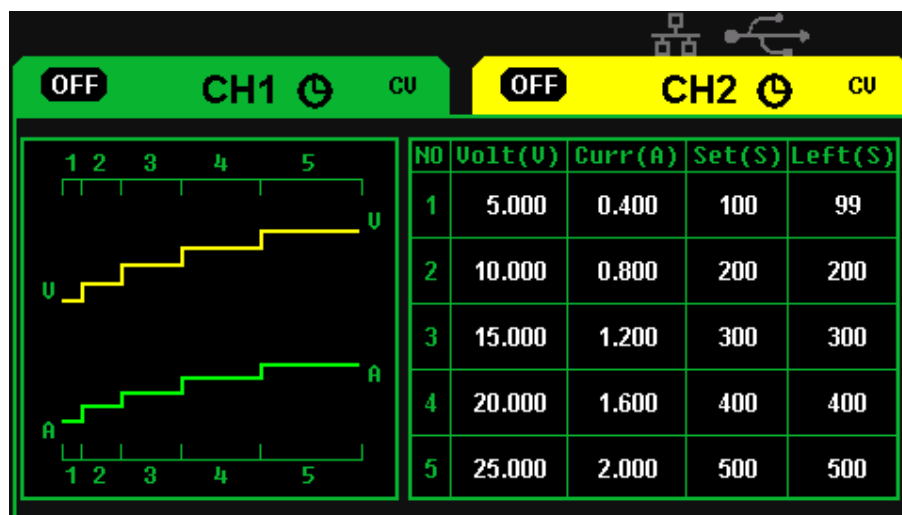 OFF CH1 CV OFF CH2 CV
1 2 3 4 5
V
V
A
A
1 2 3 4 5
NO Volt(V) Curr(A) Set(S) Left(S)
1 5.000 0.400 100 99
2 10.000 0.800 200 200
3 15.000 1.200 300 300
4 20.000 1.600 400 400
5 25.000 2.000 500 500